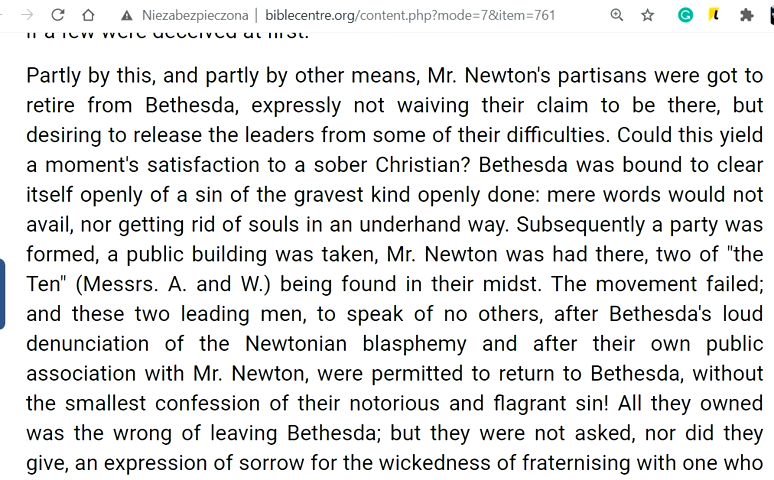 Niezabezpieczona | biblecentre.org/content.php?mode=7&item=761
if a few were deceived at first.
Partly by this, and partly by other means, Mr. Newton's partisans were got to
retire from Bethesda, expressly not waiving their claim to be there, but
desiring to release the leaders from some of their difficulties. Could this yield
a moment's satisfaction to a sober Christian? Bethesda was bound to clear
itself openly of a sin of the gravest kind openly done: mere words would not
avail, nor getting rid of souls in an underhand way. Subsequently a party was
formed, a public building was taken, Mr. Newton was had there, two of "the
Ten" (Messrs. A. and W.) being found in their midst. The movement failed;
and these two leading men, to speak of no others, after Bethesda's loud
denunciation of the Newtonian blasphemy and after their own public
association with Mr. Newton, were permitted to return to Bethesda, without
the smallest confession of their notorious and flagrant sin! All they owned
was the wrong of leaving Bethesda; but they were not asked, nor did they
give, an expression of sorrow for the wickedness of fraternising with one who